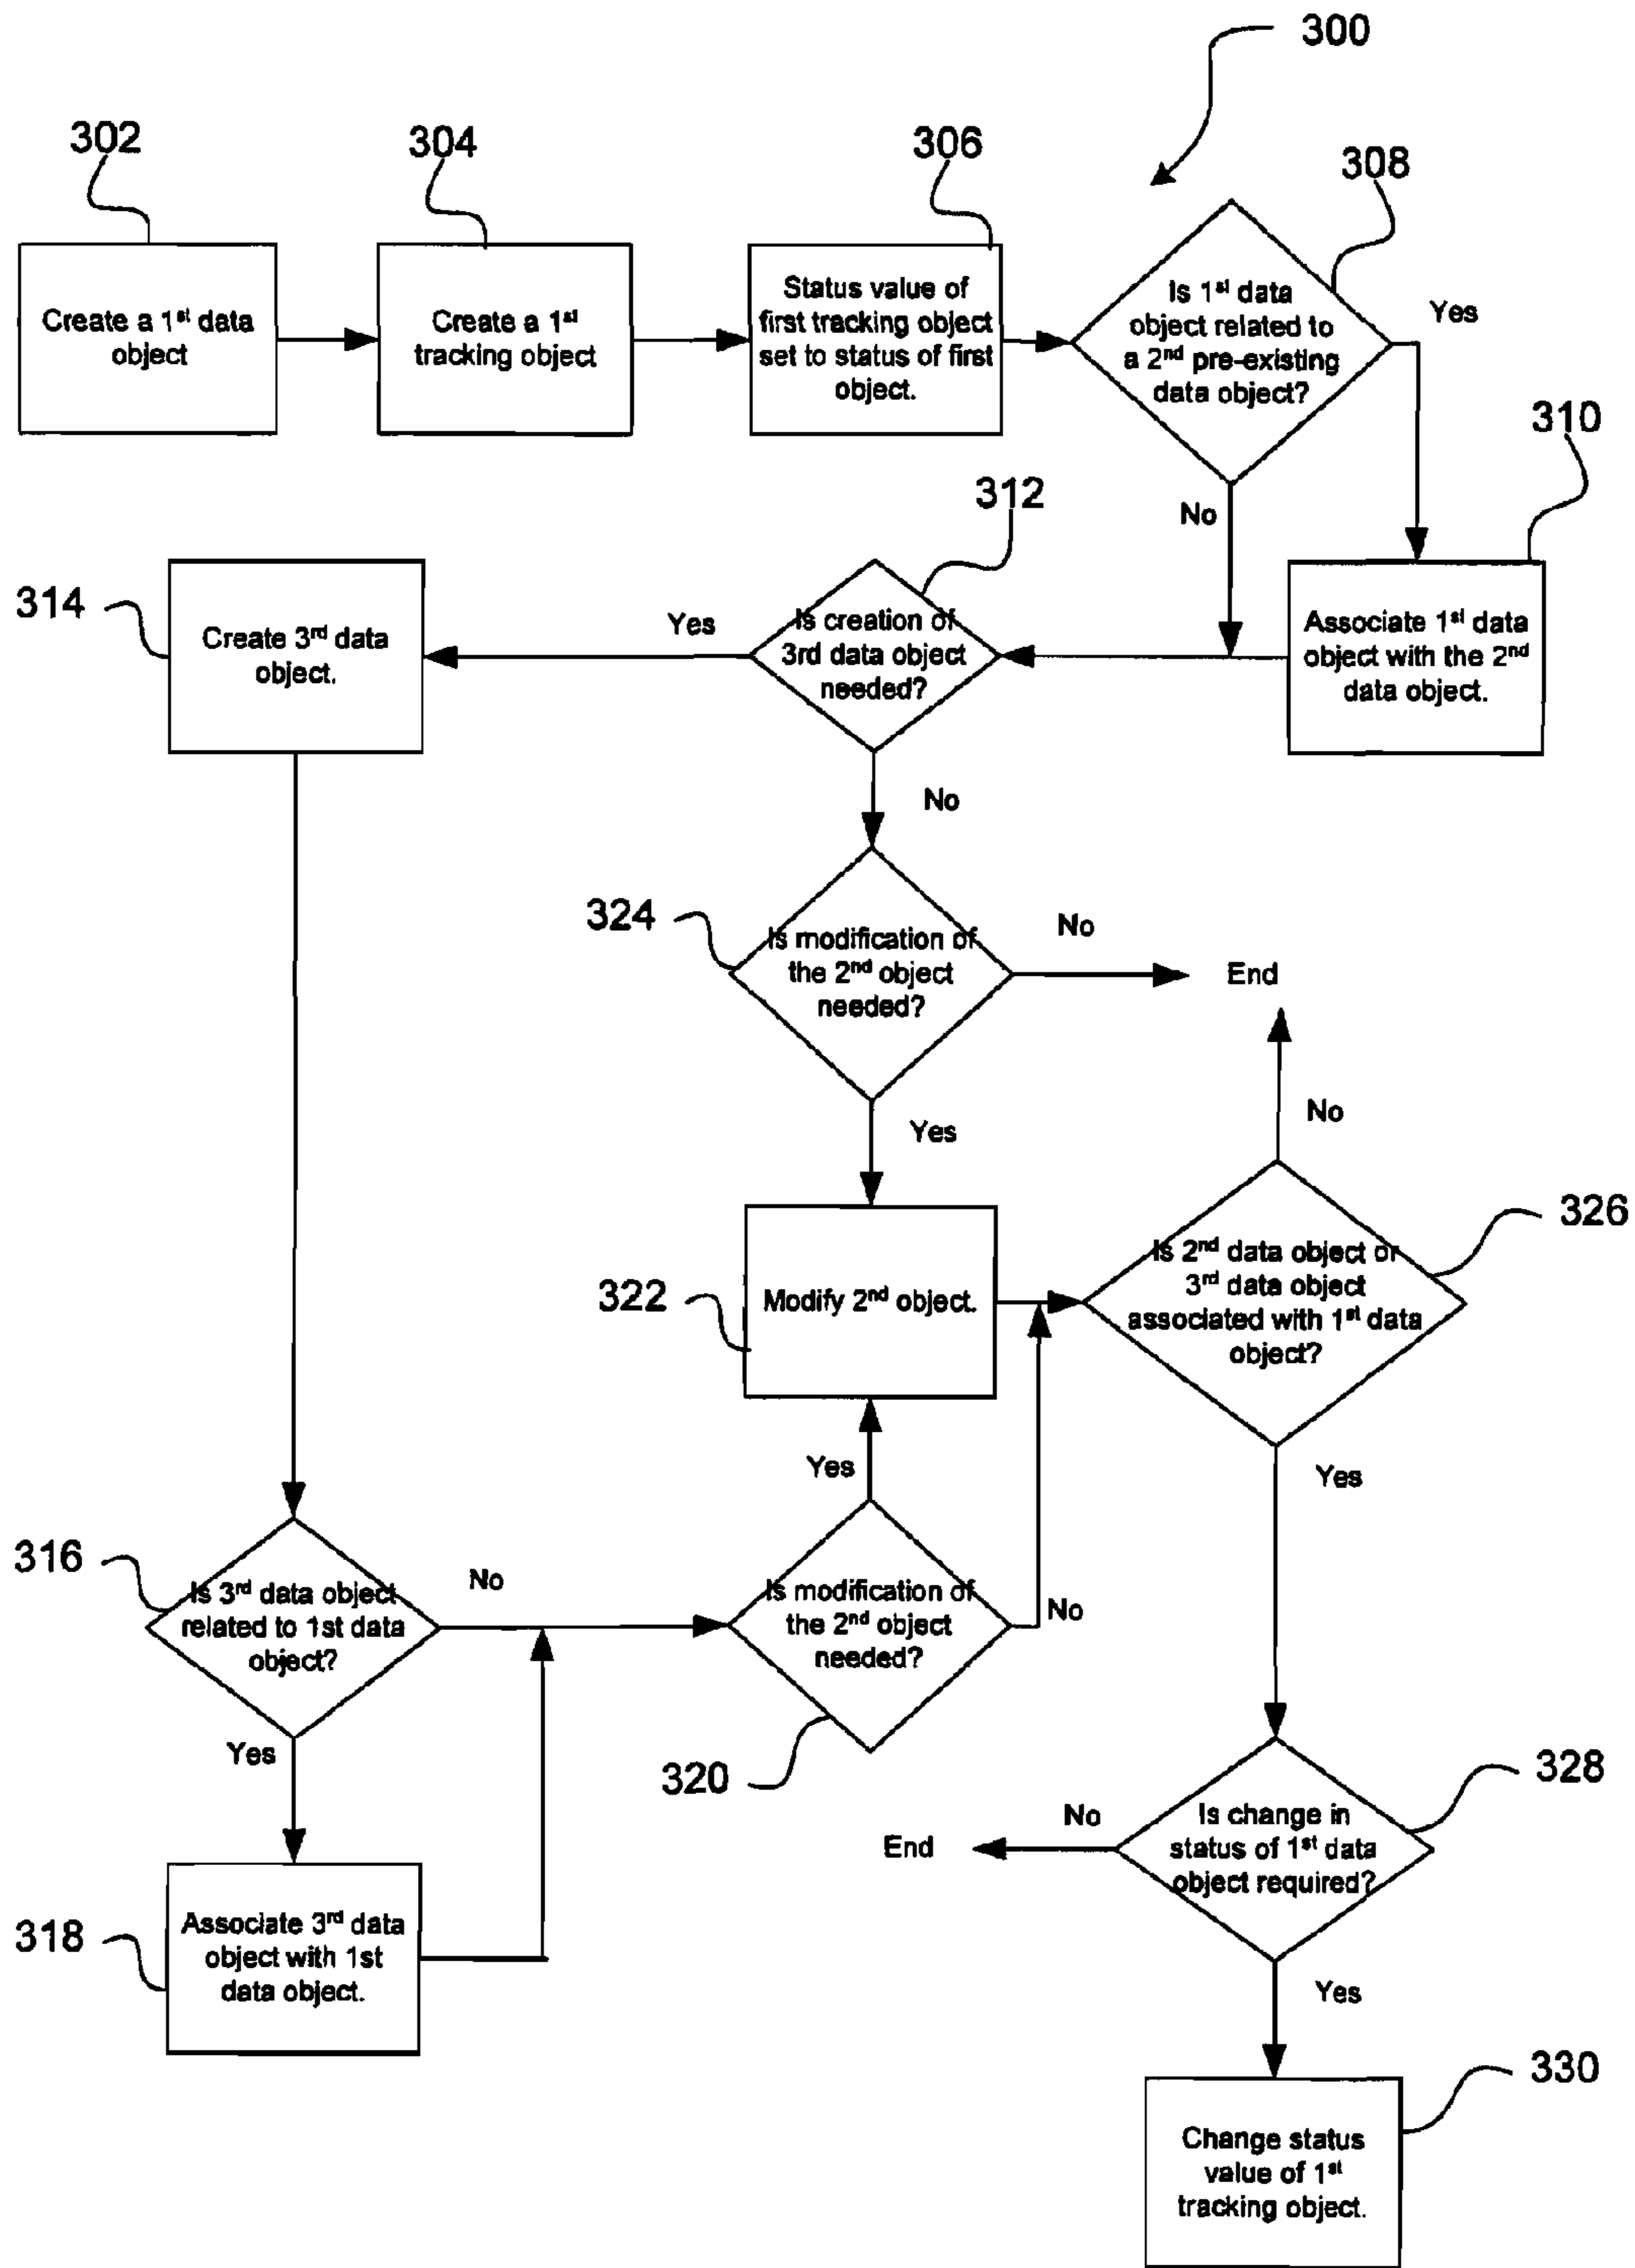 300
302
304
306
308
Create a 1st data
object
Create a 1st
tracking object
Status value of
first tracking object
set to status of first
object.
Is 1st data
object related to
a 2nd pre-existing
data object?
Yes
310
312
No
314
Create 3rd data
object.
Yes
Is creation of
3rd data object
needed?
Associate 1st data
object with the 2nd
data object.
No
324
Is modification of
the 2nd object
needed?
No
End
No
Yes
326
322
Modify 2nd object.
Is 2nd data object or
3rd data object
associated with 1st data
object?
Yes
Yes
316
Is 3rd data object
related to 1st data
object?
No
Is modification of
the 2nd object
needed?
No
Yes
320
328
No
Is change in
status of 1st data
object required?
End
318
Associate 3rd data
object with 1st
data object.
Yes
330
Change status
value of 1st
tracking object.